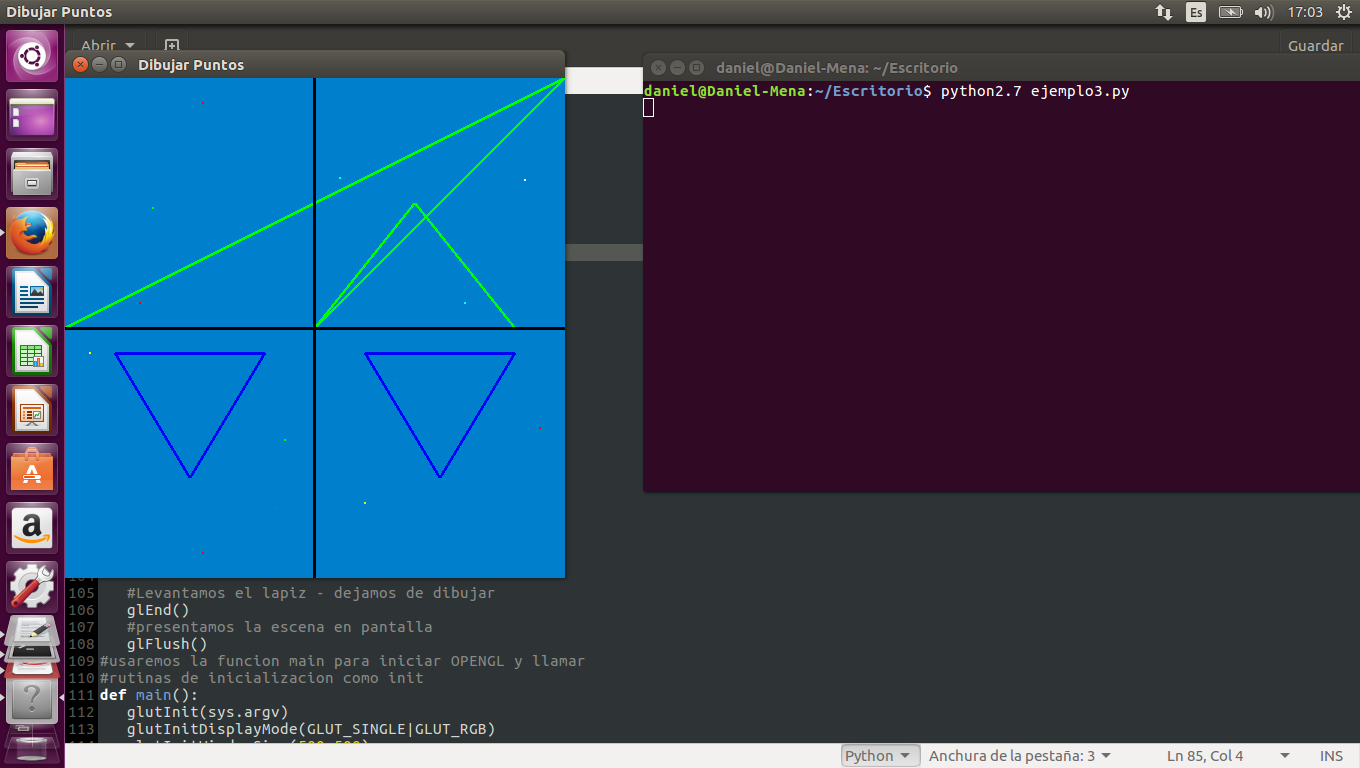 Dibujar Puntos
Es
17:03
Abrir
Guardar
Dibujar Puntos
daniel@Daniel-Mena: ~/Escritorio
daniel@Daniel-Mena:~/Escritorio$ python2.7 ejemplo3.py
105 #Levantamos el lapiz - dejamos de dibujar
106 glEnd()
107 #presentamos la escena en pantalla
108 glFlush()
109 #usaremos la funcion main para iniciar OPENGL y llamar
110 #rutinas de inicializacion como init
111 def main():
112 glutInit(sys.argv)
113 glutInitDisplayMode(GLUT_SINGLE|GLUT_RGB)
Python
Anchura de la pestaña: 3
Ln 85, Col 4
INS